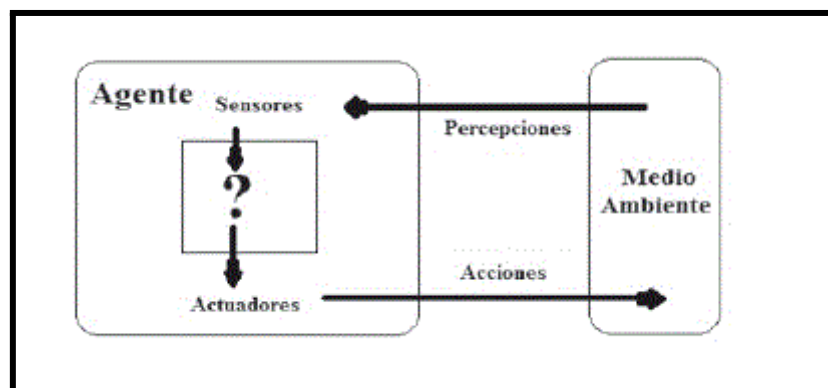 Agente
Sensores
Percepciones
?
Medio
Ambiente
Acciones
Actuadores